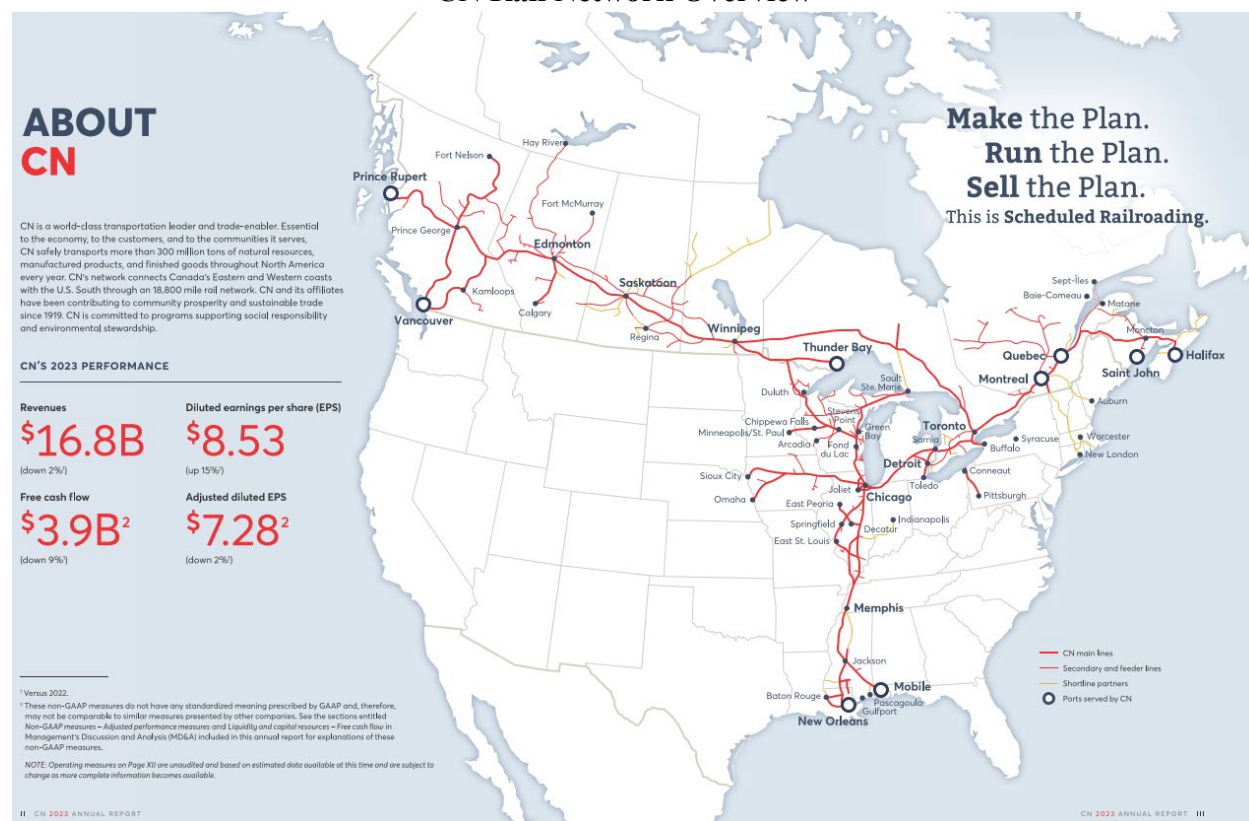 CN Rail Network Overview
ABOUT
CN
CN is a world-class transportation leader and trade-enabler. Essential
to the economy, to the customers, and to the communities it serves,
CN safely transports more than 300 million tons of natural resources,
manufactured products, and finished goods throughout North America
every year. CN's network connects Canada's Eastern and Western coasts
with the U.S. South through an 18,800 mile rail network. CN and its affiliates
have been contributing to community prosperity and sustainable trade
since 1919. CN is committed to programs supporting social responsibility
and environmental stewardship.
CN'S 2023 PERFORMANCE
Revenues
$16.8B
(down 2%¹)
Diluted earnings per share (EPS)
$8.53
(up 15%¹)
Free cash flow
$3.9B²
(down 9%¹)
Adjusted diluted EPS
$7.28²
(down 2%¹)
¹ Versus 2022.
² These non-GAAP measures do not have any standardized meaning prescribed by GAAP and, therefore,
may not be comparable to similar measures presented by other companies. See the sections entitled
Non-GAAP measures – Adjusted performance measures and Liquidity and capital resources – Free cash flow in
Management's Discussion and Analysis (MD&A) included in this annual report for explanations of these
non-GAAP measures.
NOTE: Operating measures on Page XII are unaudited and based on estimated data available at this time and are subject to
change as more complete information becomes available.
II CN 2023 ANNUAL REPORT
Make the Plan.
Run the Plan.
Sell the Plan.
This is Scheduled Railroading.
Hay River
Fort Nelson
Prince Rupert
Fort McMurray
Prince George
Edmonton
Saskatoon
Kamloops
Calgary
Vancouver
Regina
Winnipeg
Thunder Bay
Sept-Îles
Baie-Comeau
Matane
Moncton
Quebec
Halifax
Saint John
Montreal
Duluth
Sault
Ste. Marie
Auburn
Stevens
Point
Chippewa Falls
Minneapolis/St. Paul
Green
Bay
Arcadia
Fond
du Lac
Toronto
Sarnia
Syracuse
Worcester
Buffalo
New London
Detroit
Sioux City
Toledo
Conneaut
Omaha
Joliet
Chicago
Pittsburgh
East Peoria
Springfield
Decatur
Indianapolis
East St. Louis
Memphis
Jackson
Baton Rouge
Mobile
Pascagoula
Gulfport
New Orleans
CN main lines
Secondary and feeder lines
Shortline partners
Ports served by CN
CN 2023 ANNUAL REPORT III